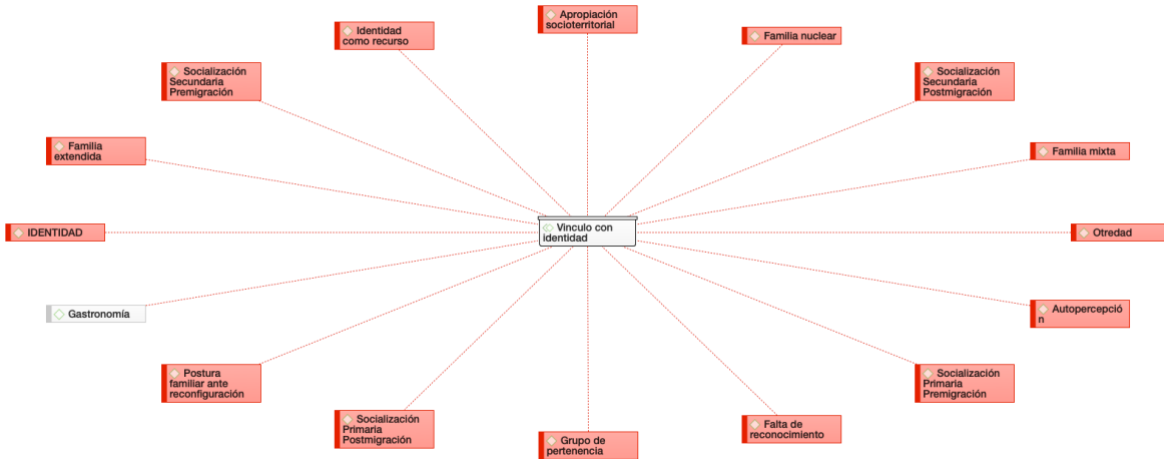 Apropiación
socioterritorial
Identidad
como recurso
Familia nuclear
Socialización
Secundaria
Premigración
Socialización
Secundaria
Postmigración
Familia
extendida
Familia mixta
IDENTIDAD
Vinculo con
identidad
Otredad
Gastronomía
Autopercepció
n
Postura
familiar ante
reconfiguración
Socialización
Primaria
Premigración
Socialización
Primaria
Postmigración
Grupo de
pertenencia
Falta de
reconocimiento